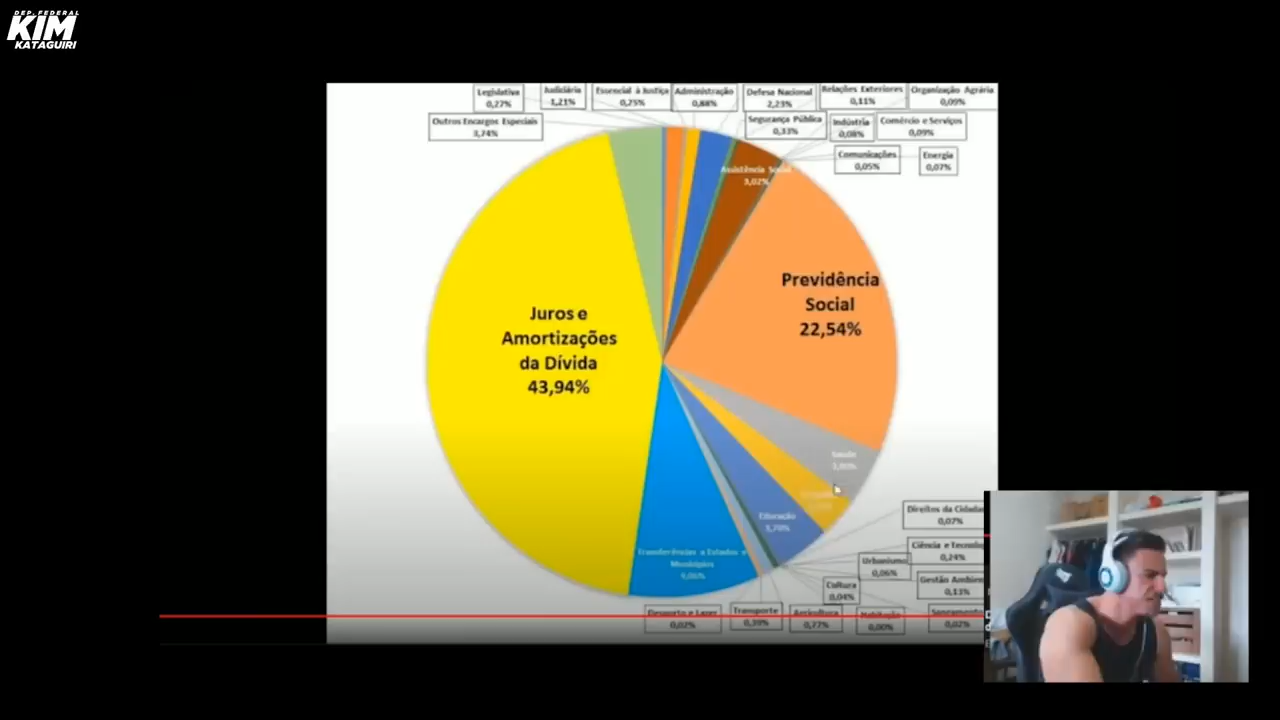 DEP. FEDERAL
KIM
KATAGUIRI
Legislativa
0,27%
Judiciária
1,21%
Essencial à Justiça
0,25%
Administração
0,88%
Defesa Nacional
2,23%
Relações Exteriores
0,11%
Organização Agrária
0,09%
Outros Encargos Especiais
3,74%
Segurança Pública
0,33%
Indústria
0,08%
Comércio e Serviços
0,09%
Comunicações
0,05%
Energia
0,07%
Assistência Social
3,02%
Previdência
Social
22,54%
Juros e
Amortizações
da Dívida
43,94%
Saúde
Educação
3,70%
Transferências a Estados e
Municípios
Direitos da Cidada
0,07%
Ciência e Tecnolo
0,24%
Urbanismo
0,06%
Gestão Ambien
0,13%
Cultura
0,04%
Desporto e Lazer
0,02%
Transporte
0,39%
Agricultura
0,77%
Habitação
0,00%
Saneamento
0,02%